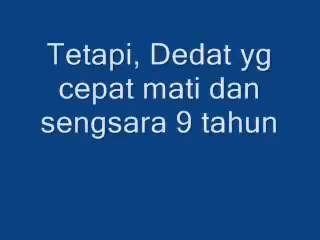 Tetapi, Dedat yg
cepat mati dan
sengsara 9 tahun